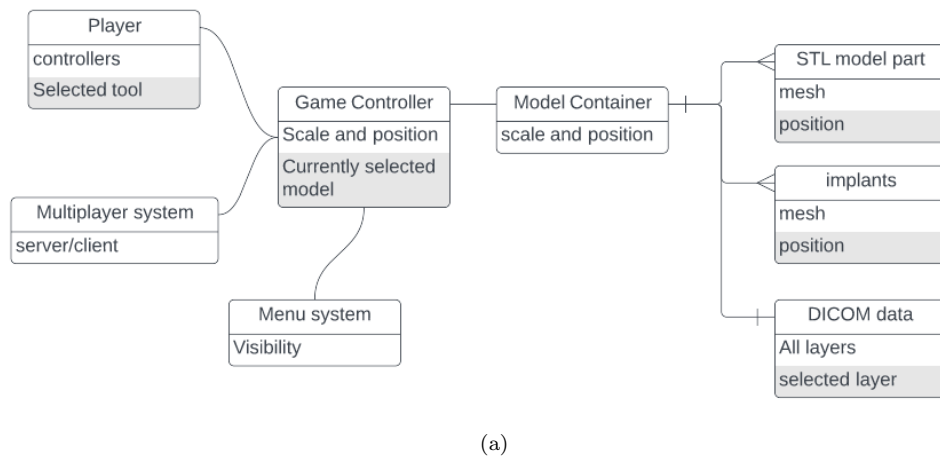 Player
controllers
Selected tool
Multiplayer system
server/client
Game Controller
Scale and position
Currently selected
model
Menu system
Visibility
Model Container
scale and position
STL model part
mesh
position
implants
mesh
position
DICOM data
All layers
selected layer
(a)